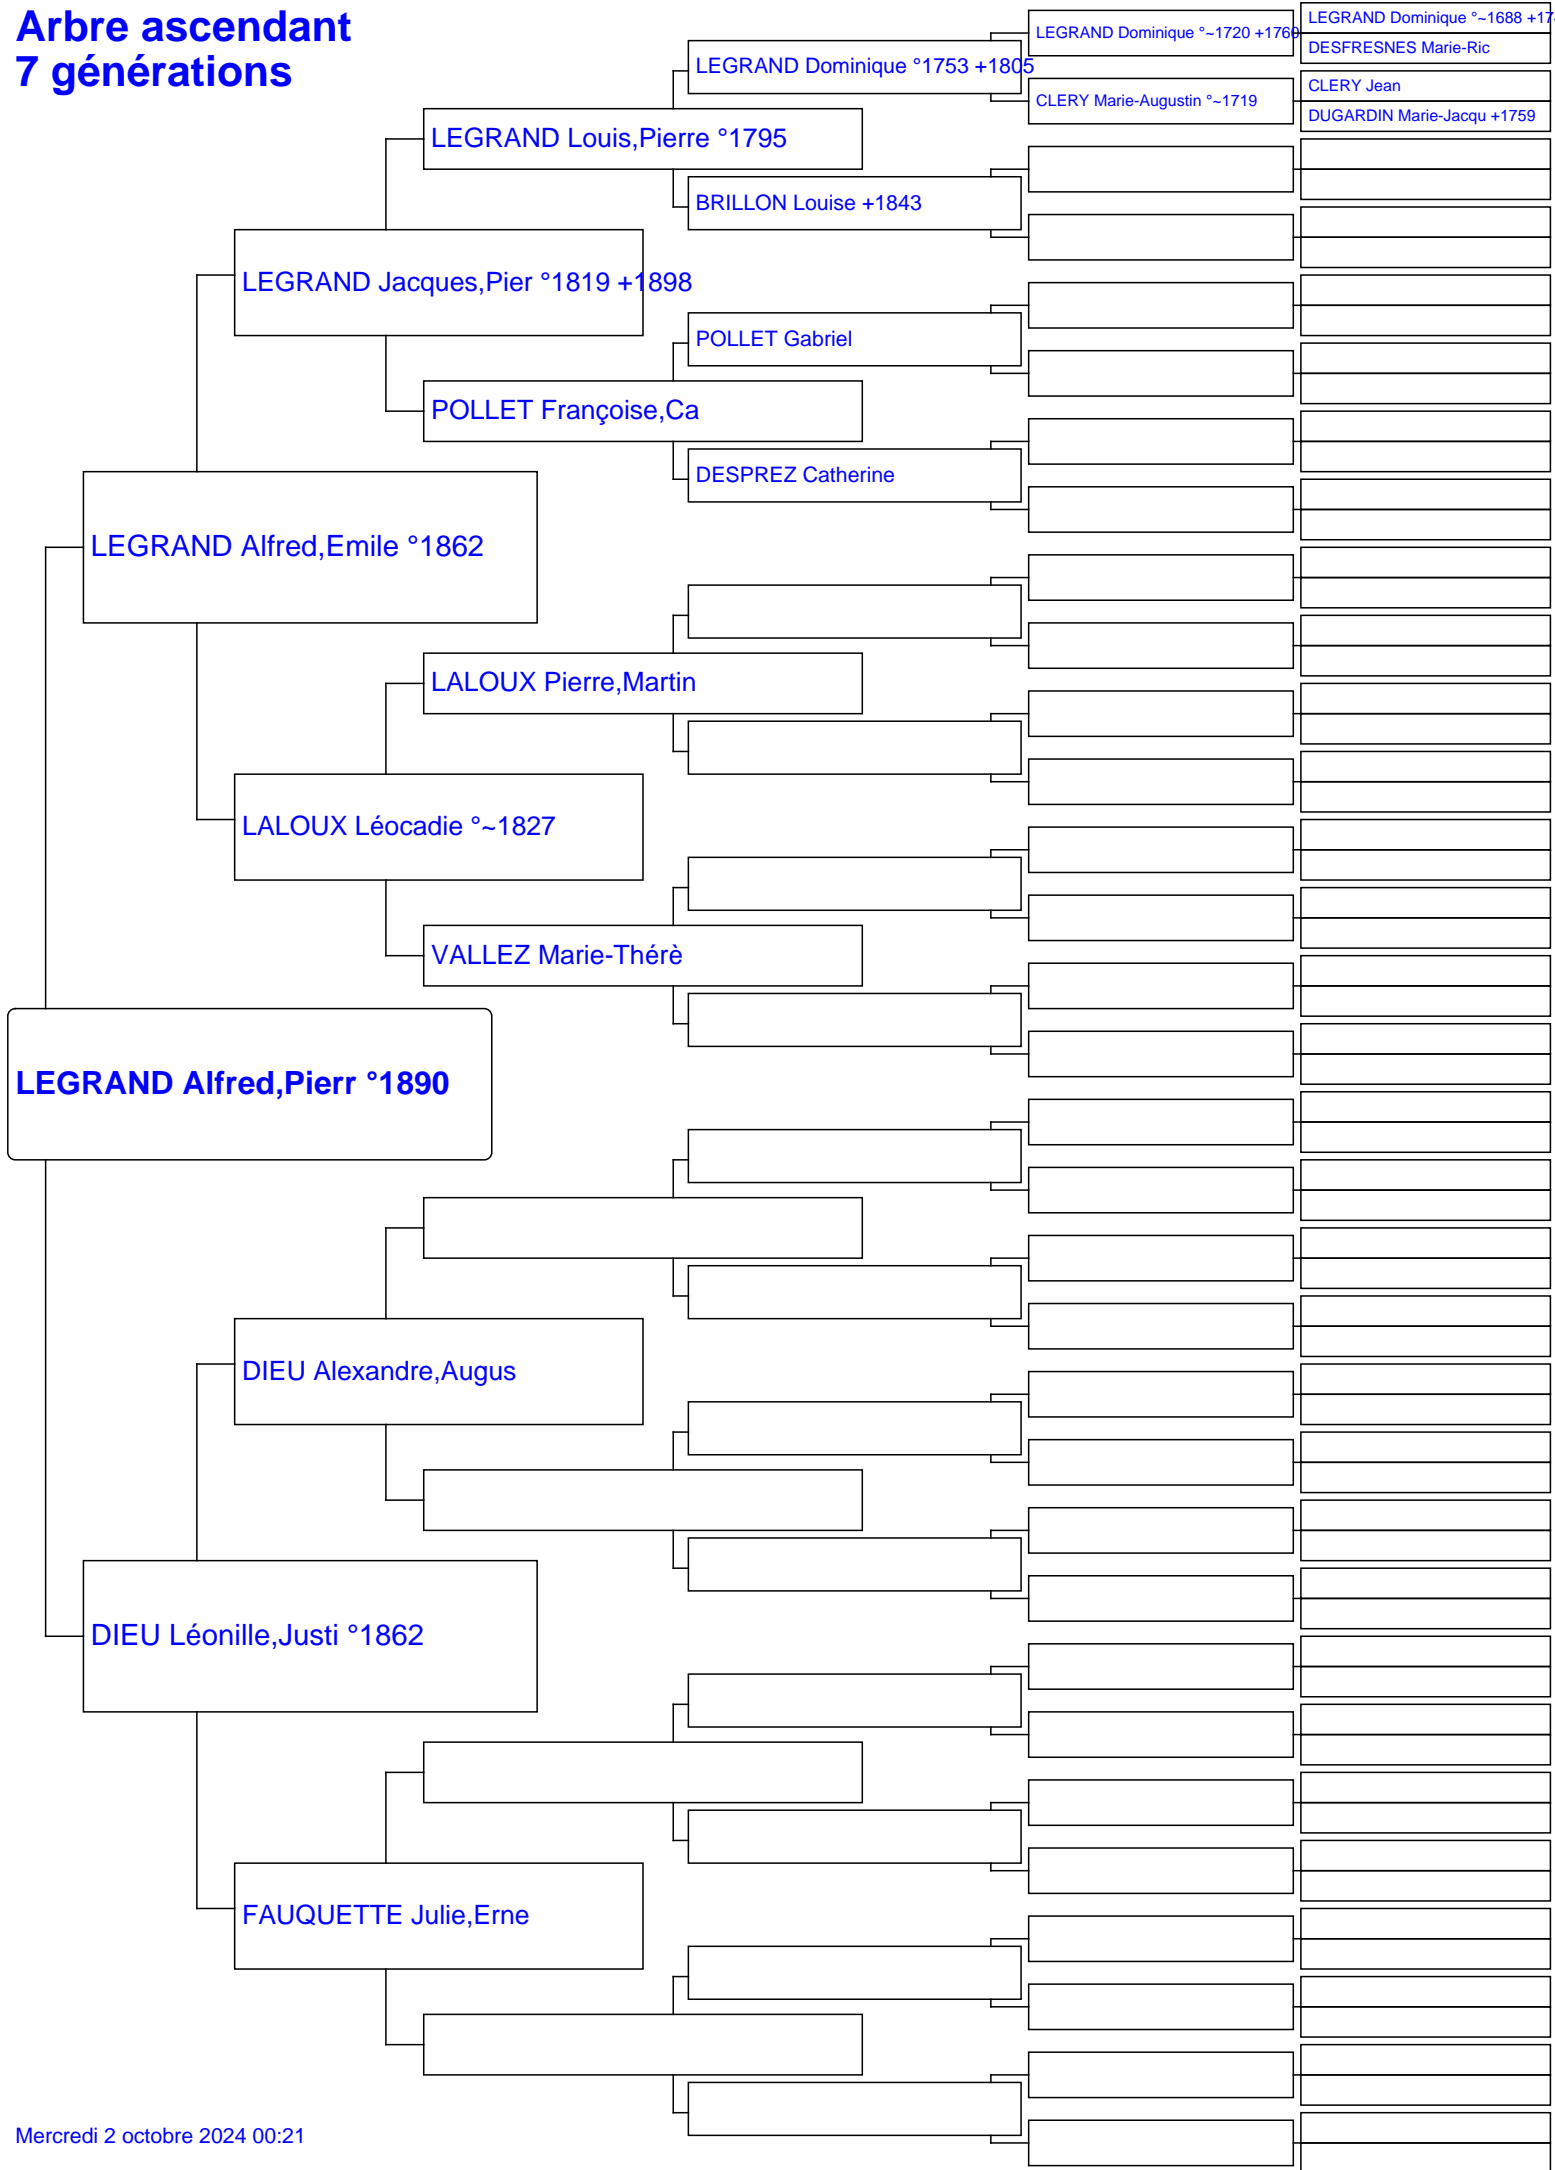 Arbre ascendant
7 générations
LEGRAND Dominique °~1688 +17
LEGRAND Dominique °~1720 +1760
DESFRESNES Marie-Ric
LEGRAND Dominique °1753 +1805
CLERY Jean
CLERY Marie-Augustin °~1719
DUGARDIN Marie-Jacqu +1759
LEGRAND Louis,Pierre °1795
BRILLON Louise +1843
LEGRAND Jacques,Pier °1819 +1898
POLLET Gabriel
POLLET Françoise,Ca
DESPREZ Catherine
LEGRAND Alfred,Emile °1862
LALOUX Pierre,Martin
LALOUX Léocadie °~1827
VALLEZ Marie-Thérè
LEGRAND Alfred,Pierr °1890
DIEU Alexandre,Augus
DIEU Léonille,Justi °1862
FAUQUETTE Julie,Erne
Mercredi 2 octobre 2024 00:21